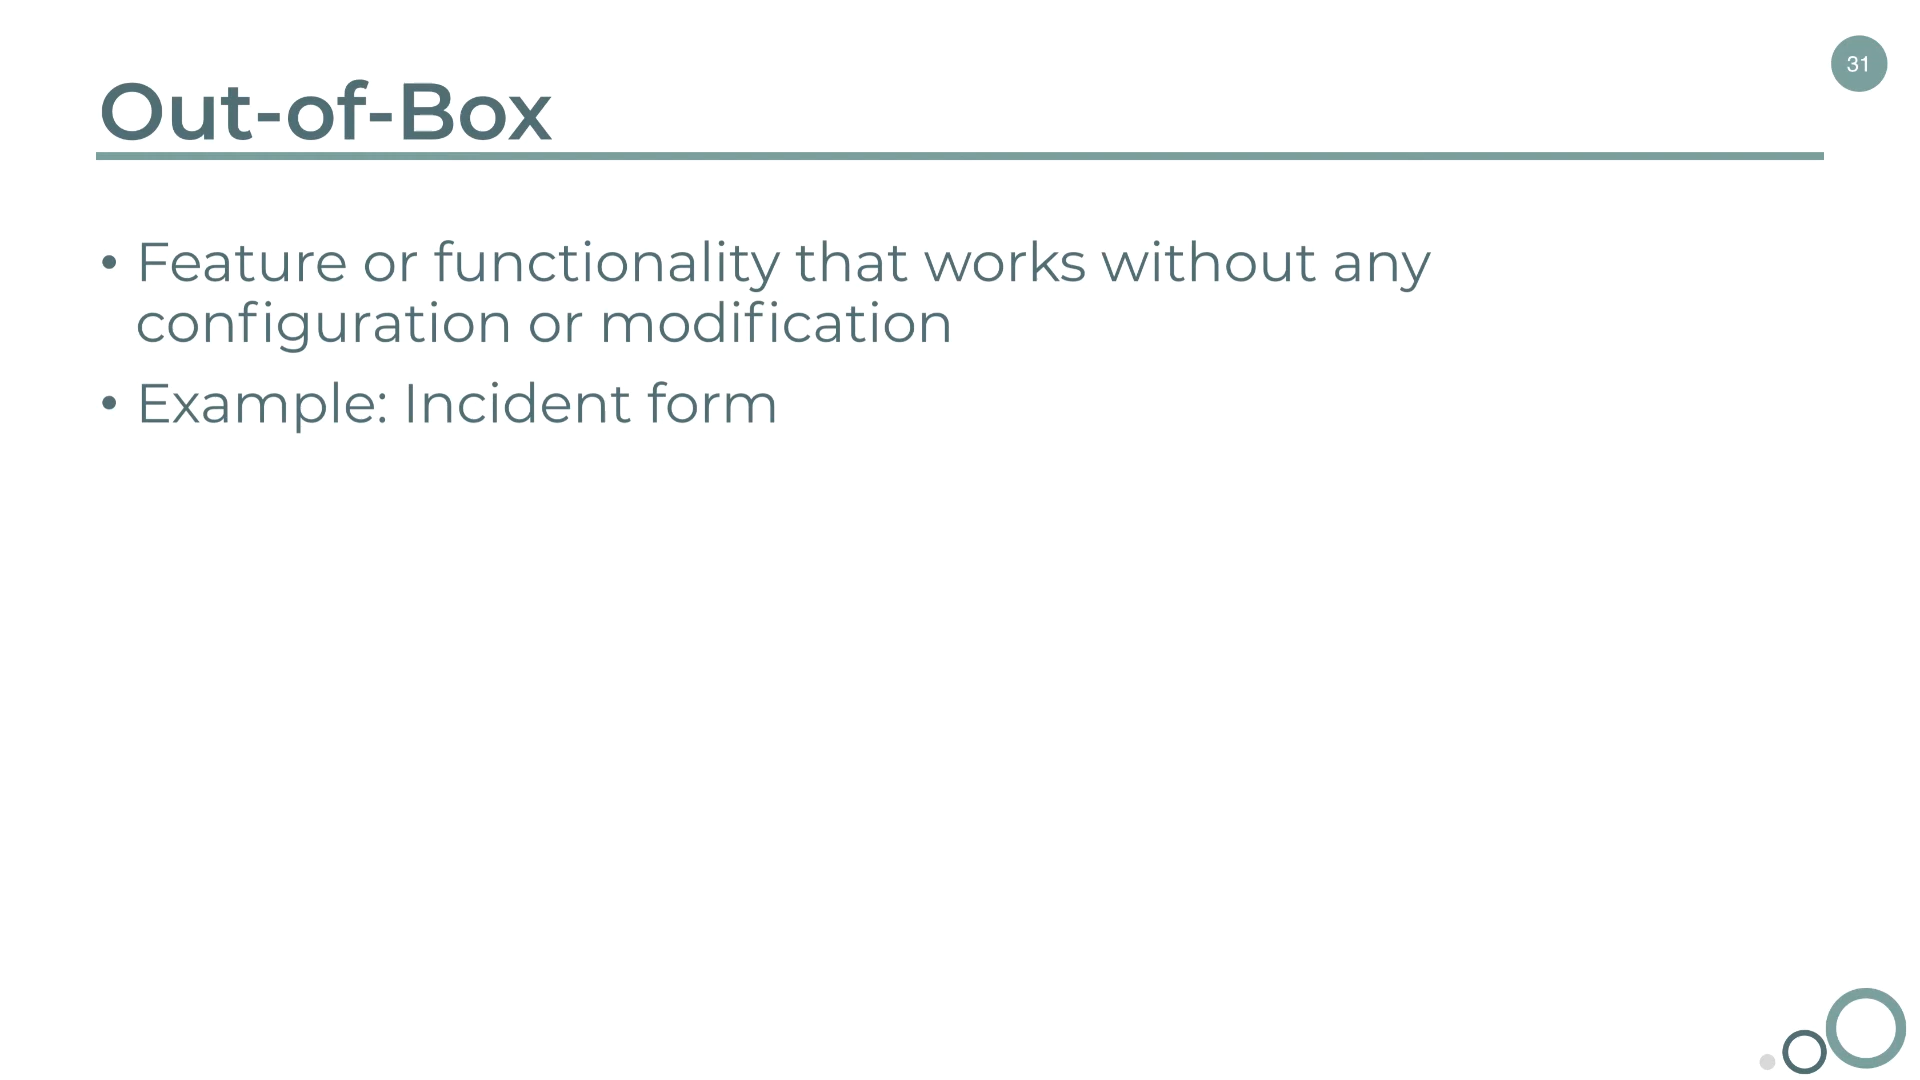 31
Out-of-Box
• Feature or functionality that works without any
configuration or modification
• Example: Incident form